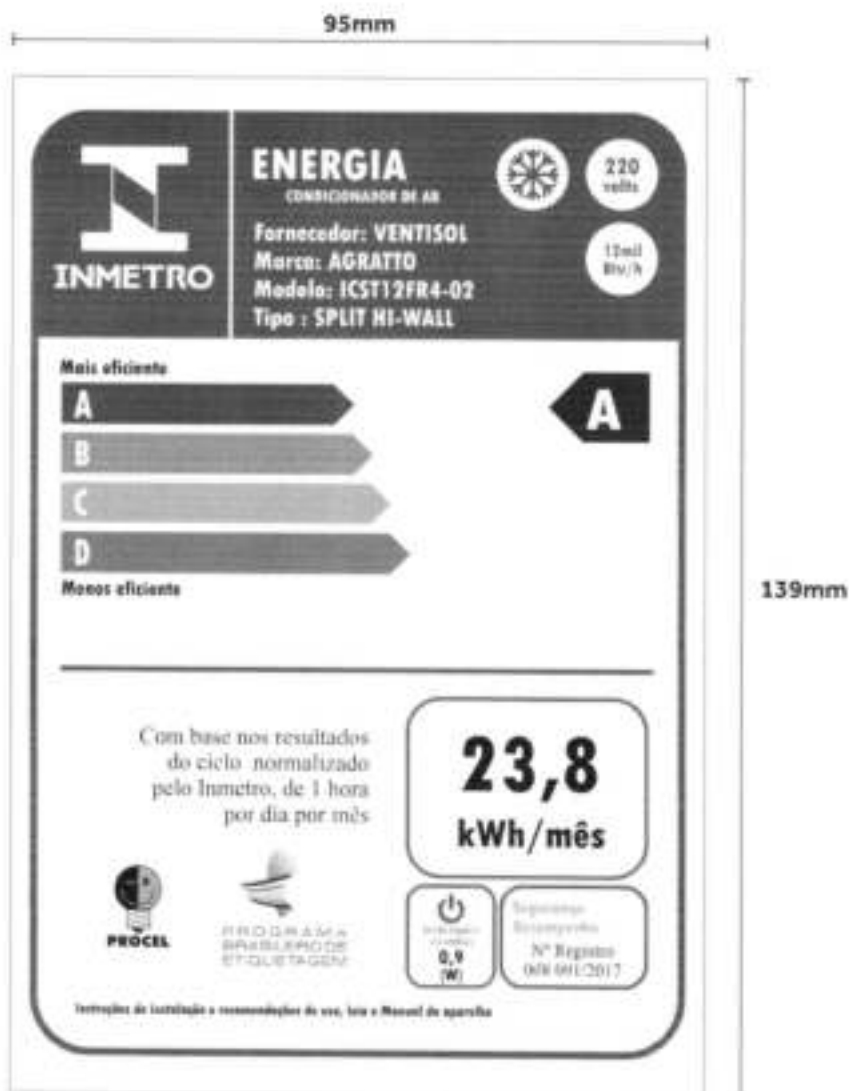 95mm
INMETRO
ENERGIA
CONDICIONADOR DE AR
220
volts
12mil
Btu/h
Fornecedor: VENTISOL
Marca: AGRATTO
Modelo: ICST12FR4-02
Tipo : SPLIT HI-WALL
Mais eficiente
A
A
B
C
D
Menos eficiente
139mm
Com base nos resultados
do ciclo normalizado
pelo Inmetro, de 1 hora
por dia por mês
23,8
kWh/mês
PROCEL
PROGRAMA
BRASILEIRO DE
ETIQUETAGEM
0,9
(W)
Segurança
Desempenho
Nº Registro
Instruções de instalação e recomendações de uso, leia o Manual do aparelho